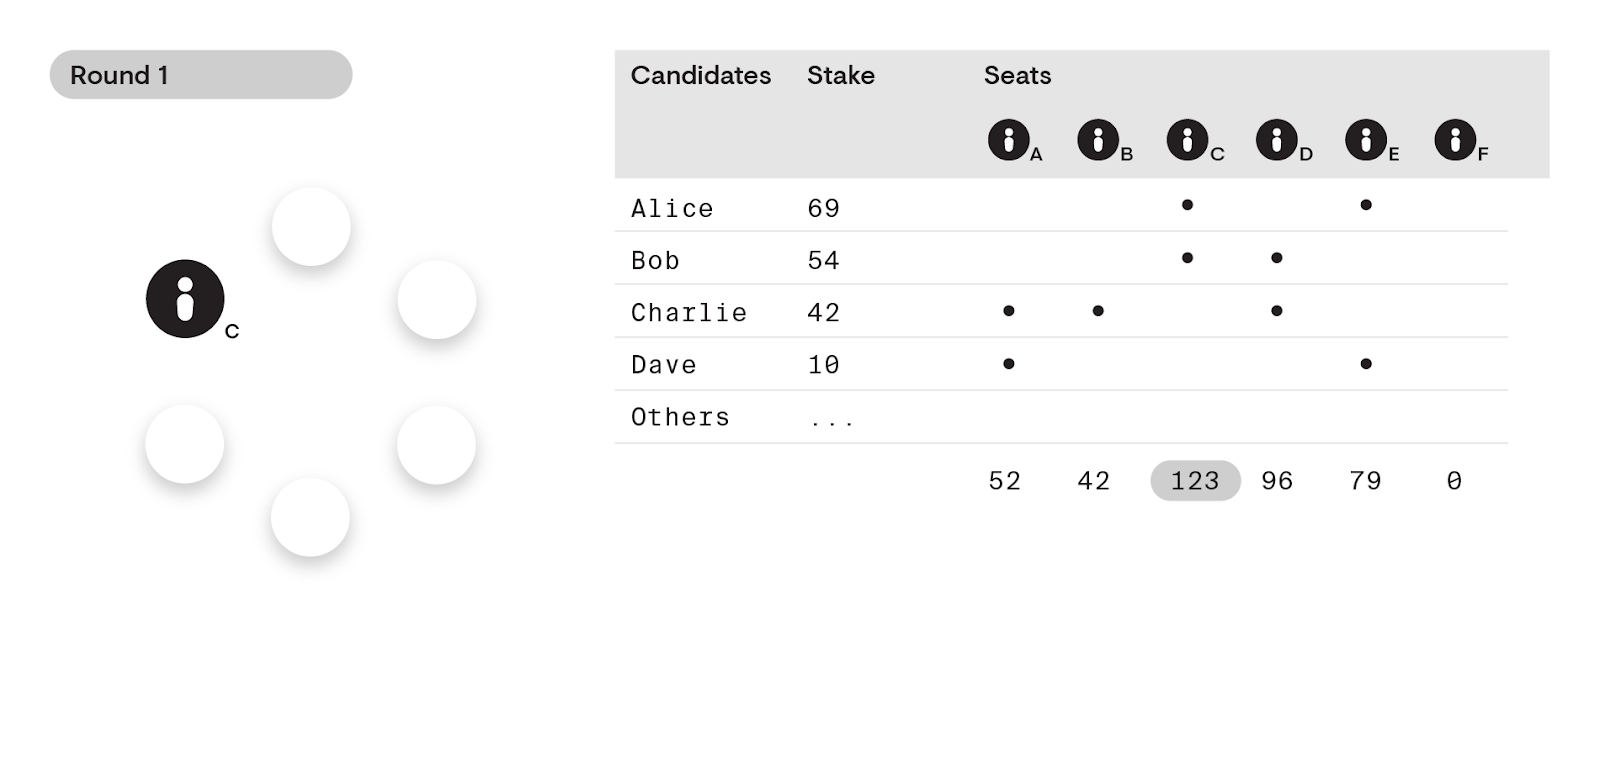 Round 1
C
Candidates Stake Seats
A B C D E F
Alice 69 • •
Bob 54 • •
Charlie 42 • • •
Dave 10 • •
Others ...
52 42 123 96 79 0